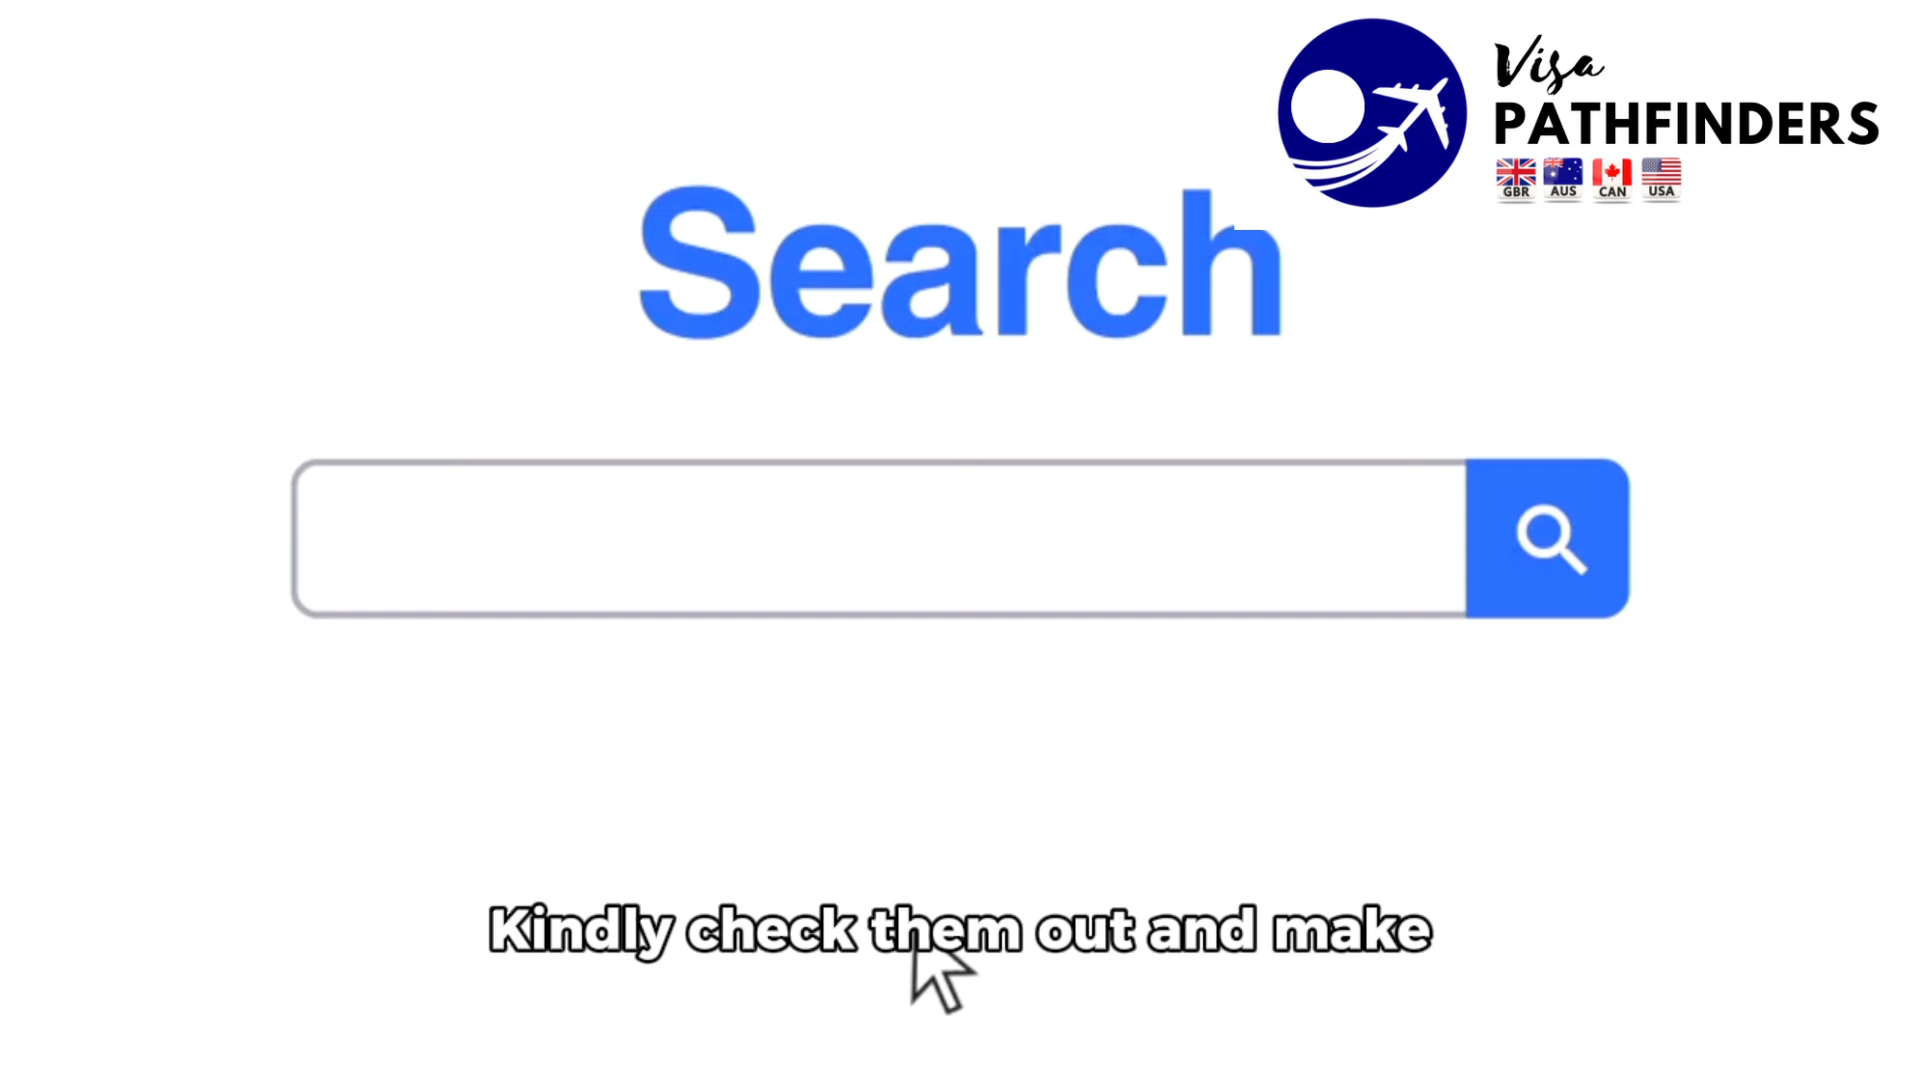 Visa
PATHFINDERS
GBR AUS CAN USA
Search
Kindly check them out and make